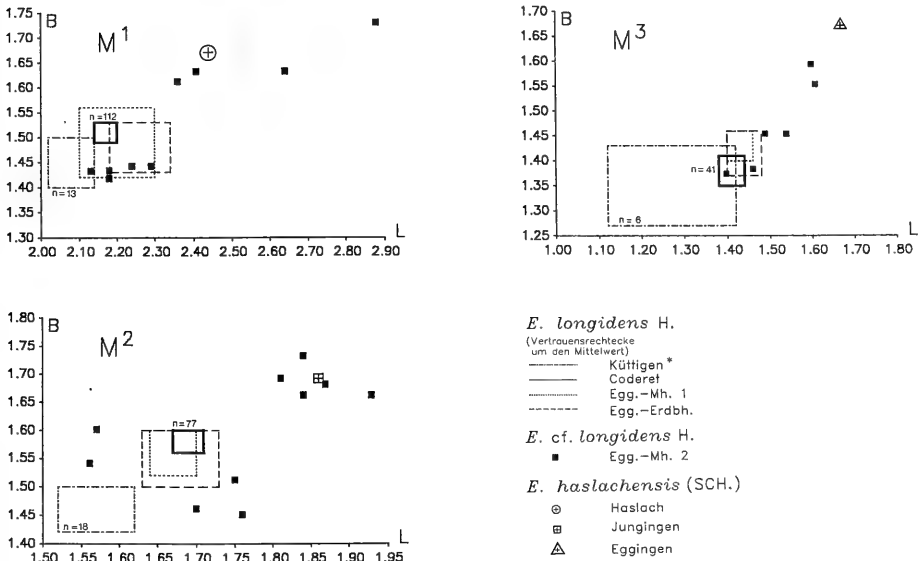 1.75
B
M¹
1.70
1.65
1.60
1.55
n=112
1.50
1.45
1.40
n=13
1.35
1.30
L
2.00 2.10 2.20 2.30 2.40 2.50 2.60 2.70 2.80 2.90
B
1.70
M³
1.65
1.60
1.55
1.50
1.45
1.40
n=41
1.35
1.30
n=6
1.25
L
1.00 1.10 1.20 1.30 1.40 1.50 1.60 1.70 1.80
1.80
B
M²
1.75
1.70
1.65
1.60
n=77
1.55
1.50
1.45
n=18
1.40
1.50 1.55 1.60 1.65 1.70 1.75 1.80 1.85 1.90 1.95
E. longidens H.
(Vertrauensrechtecke
um den Mittelwert)
Küttigen*
Coderet
Egg.-Mh. 1
Egg.-Erdbh.
E. cf. longidens H.
Egg.-Mh. 2
E. haslachensis (SCH.)
Haslach
Jungingen
Eggingen